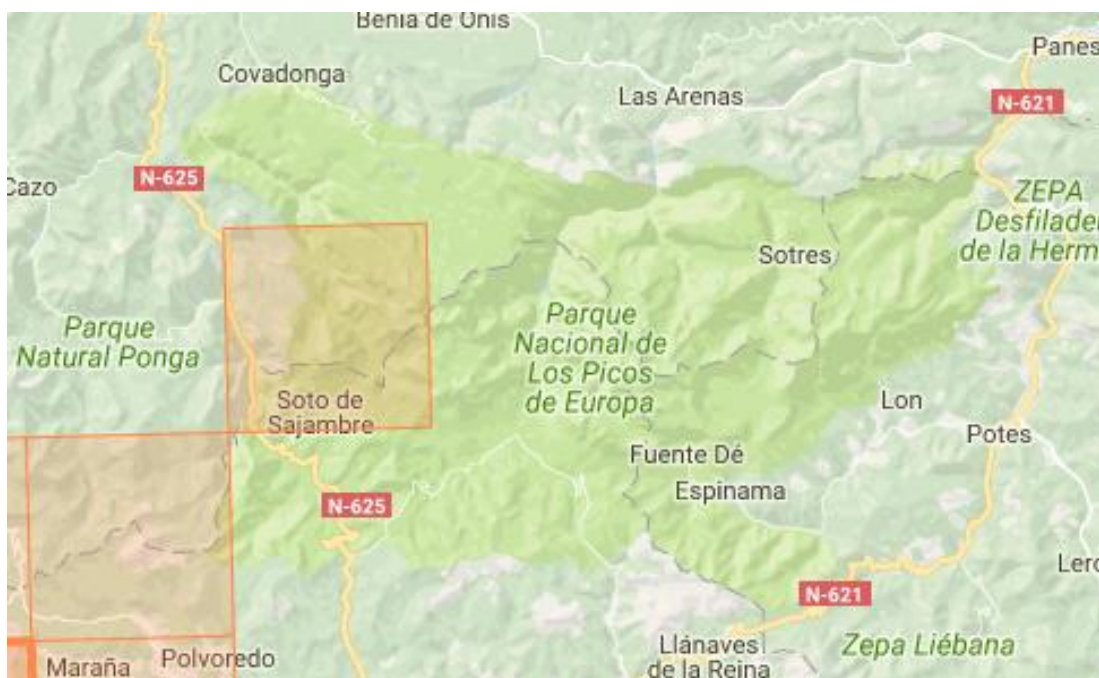 Benia de Onís
Covadonga
Panes
Las Arenas
N-621
N-625
Cazo
ZEPA
Desfilade
de la Herm
Sotres
Parque
Natural Ponga
Parque
Nacional de
Los Picos
de Europa
Soto de
Sajambre
Lon
Potes
Fuente Dé
Espinama
N-625
Lero
N-621
Llánaves
de la Reina
Zepa Liébana
Maraña
Polvoredo